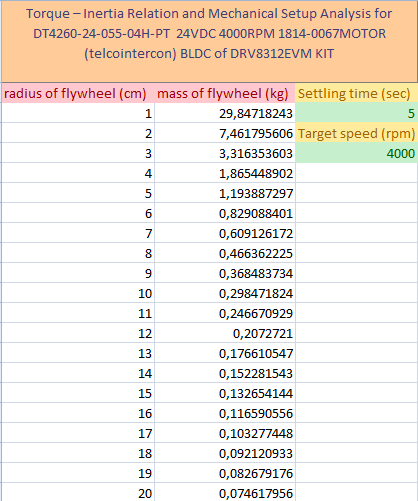 Torque – Inertia Relation and Mechanical Setup Analysis for
DT4260-24-055-04H-PT  24VDC 4000RPM 1814-0067MOTOR
(telcointercon) BLDC of DRV8312EVM KIT
radius of flywheel (cm) mass of flywheel (kg) Settling time (sec)
1 29,84718243 5
2 7,461795606 Target speed (rpm)
3 3,316353603 4000
4 1,865448902
5 1,193887297
6 0,829088401
7 0,609126172
8 0,466362225
9 0,368483734
10 0,298471824
11 0,246670929
12 0,2072721
13 0,176610547
14 0,152281543
15 0,132654144
16 0,116590556
17 0,103277448
18 0,092120933
19 0,082679176
20 0,074617956